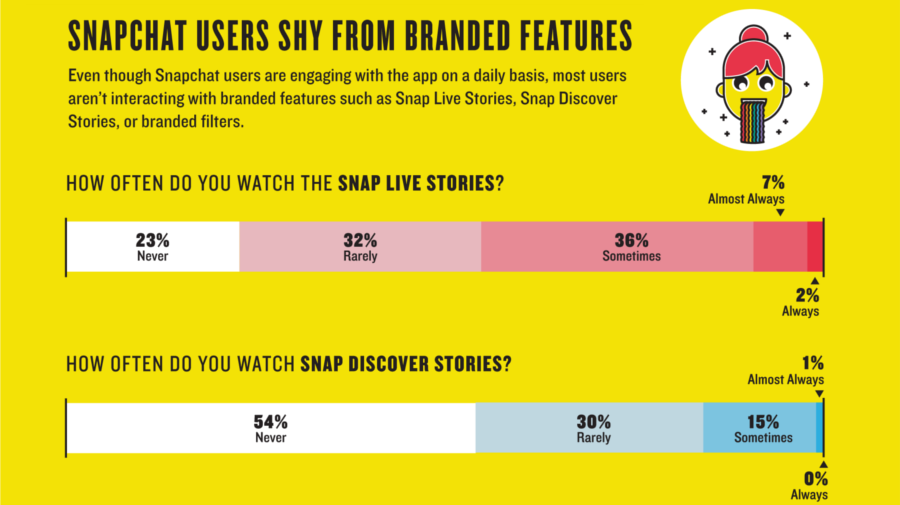 SNAPCHAT USERS SHY FROM BRANDED FEATURES
Even though Snapchat users are engaging with the app on a daily basis, most users
aren't interacting with branded features such as Snap Live Stories, Snap Discover
Stories, or branded filters.
HOW OFTEN DO YOU WATCH THE SNAP LIVE STORIES?
7%
Almost Always
23%
Never
32%
Rarely
36%
Sometimes
2%
Always
HOW OFTEN DO YOU WATCH SNAP DISCOVER STORIES?
1%
Almost Always
54%
Never
30%
Rarely
15%
Sometimes
0%
Always